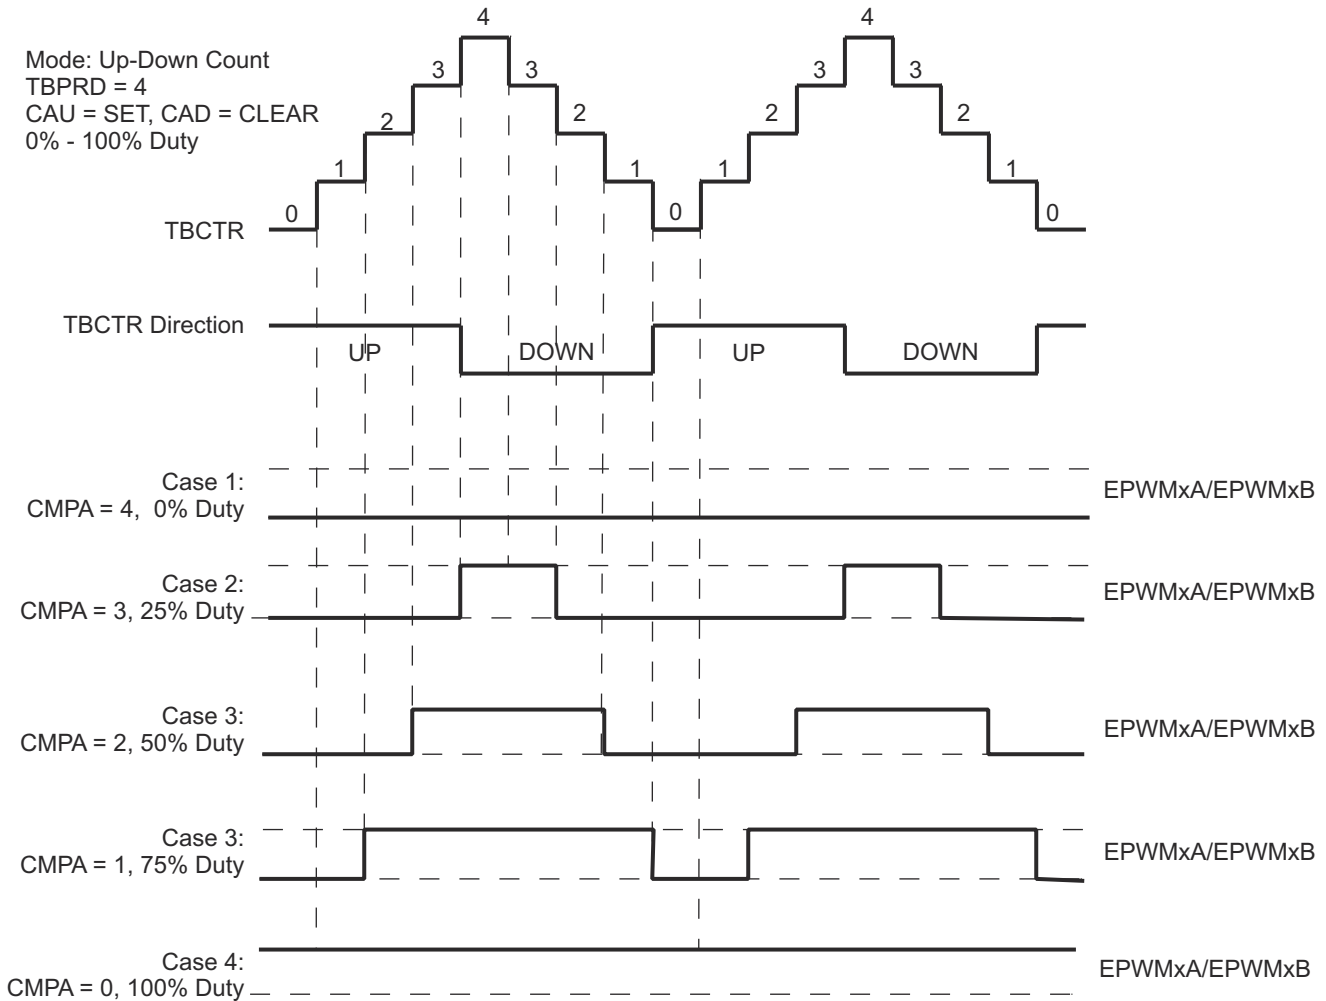 4
4
Mode: Up-Down Count
TBPRD = 4
CAU = SET, CAD = CLEAR
0% - 100% Duty
3
3
3
3
2
2
2
2
1
1
1
1
0
0
0
TBCTR
TBCTR Direction
UP
DOWN
UP
DOWN
Case 1:
CMPA = 4, 0% Duty
EPWMxA/EPWMxB
Case 2:
CMPA = 3, 25% Duty
EPWMxA/EPWMxB
Case 3:
CMPA = 2, 50% Duty
EPWMxA/EPWMxB
Case 3:
CMPA = 1, 75% Duty
EPWMxA/EPWMxB
Case 4:
CMPA = 0, 100% Duty
EPWMxA/EPWMxB